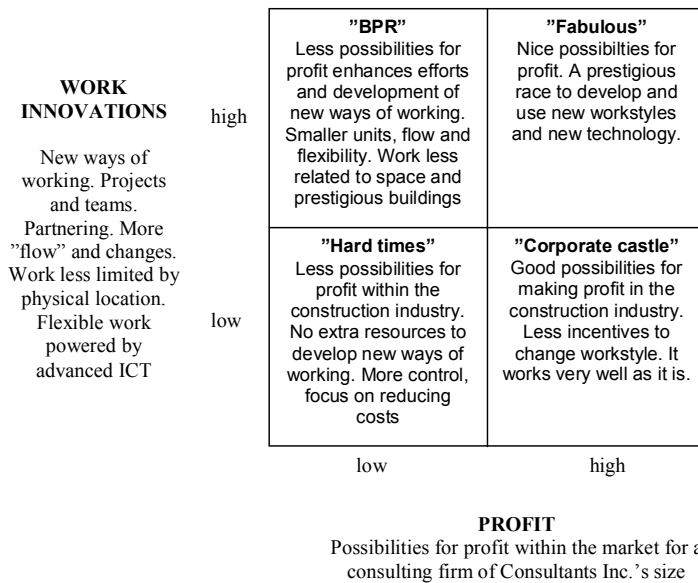 WORK
INNOVATIONS
New ways of
working. Projects
and teams.
Partnering. More
”flow” and changes.
Work less limited by
physical location.
Flexible work
powered by
advanced ICT
high
”BPR”
Less possibilities for
profit enhances efforts
and development of
new ways of working.
Smaller units, flow and
flexibility. Work less
related to space and
prestigious buildings
”Fabulous”
Nice possibilties for
profit. A prestigious
race to develop and
use new workstyles
and new technology.
low
”Hard times”
Less possibilities for
profit within the
construction industry.
No extra resources to
develop new ways of
working. More control,
focus on reducing
costs
”Corporate castle”
Good possibilities for
making profit in the
construction industry.
Less incentives to
change workstyle. It
works very well as it is.
low high
PROFIT
Possibilities for profit within the market for a
consulting firm of Consultants Inc.’s size